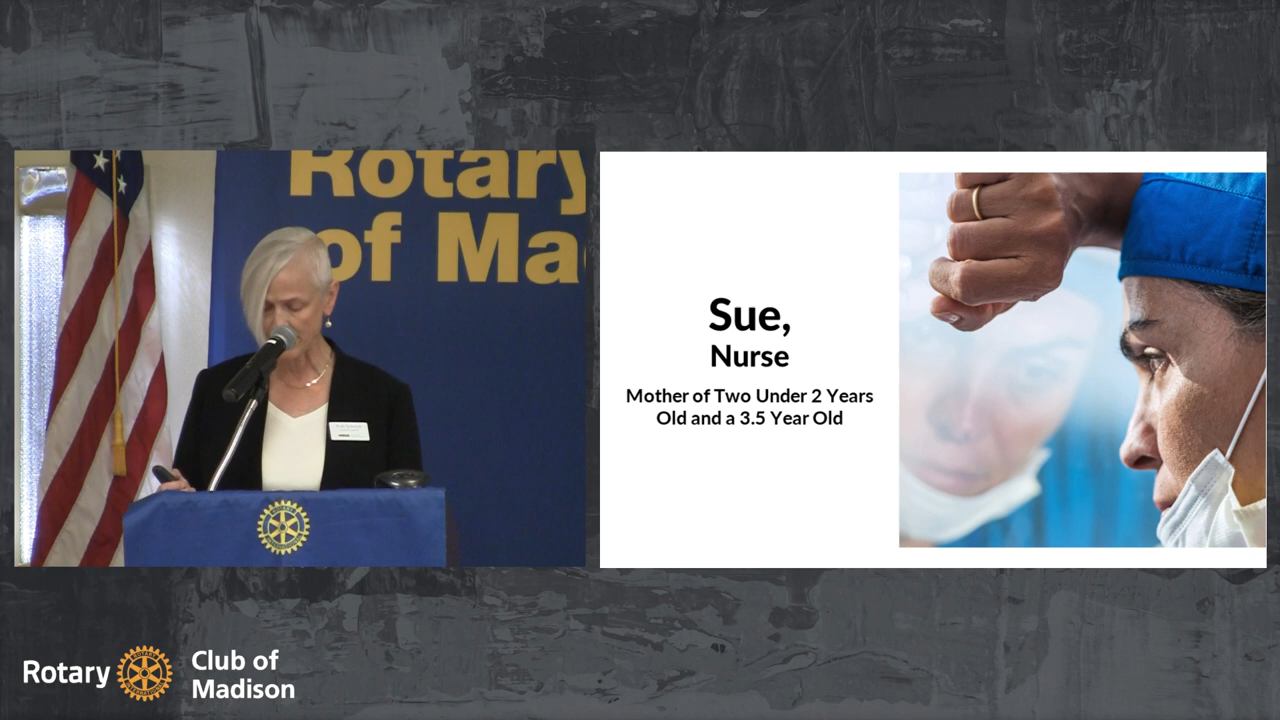 Rotary
of Ma
Sue,
Nurse
Mother of Two Under 2 Years
Old and a 3.5 Year Old
Rotary
Club of
Madison